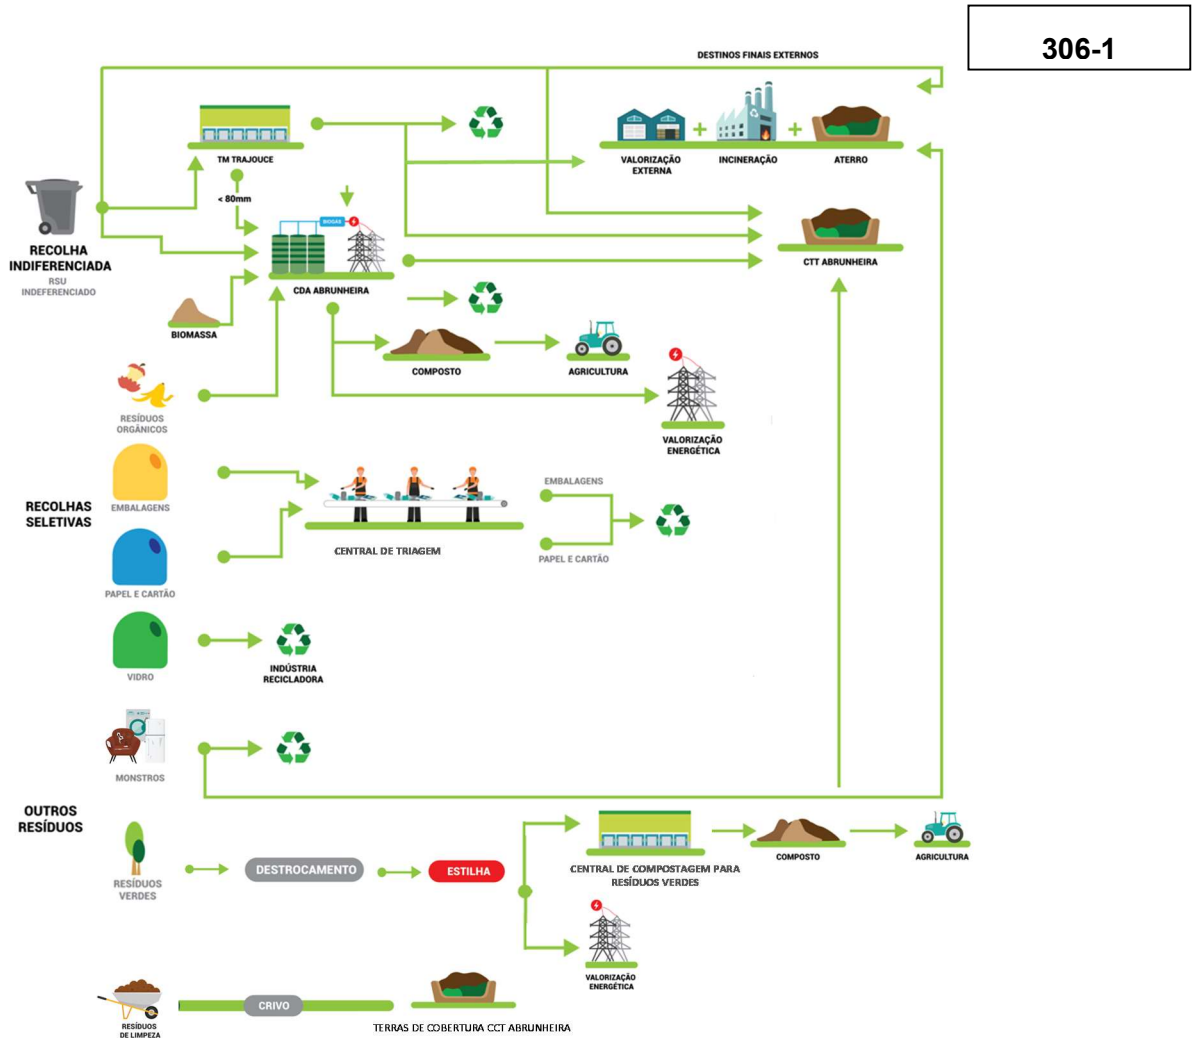 306-1
DESTINOS FINAIS EXTERNOS
TM TRAJOUCE
VALORIZAÇÃO
EXTERNA
INCINERAÇÃO
ATERRO
< 80mm
BIOGÁS
RECOLHA
INDIFERENCIADA
RSU
INDEFERENCIADO
CDA ABRUNHEIRA
CTT ABRUNHEIRA
BIOMASSA
COMPOSTO
AGRICULTURA
RESÍDUOS
ORGÂNICOS
VALORIZAÇÃO
ENERGÉTICA
RECOLHAS
SELETIVAS
EMBALAGENS
CENTRAL DE TRIAGEM
EMBALAGENS
PAPEL E CARTÃO
PAPEL E CARTÃO
VIDRO
INDÚSTRIA
RECICLADORA
MONSTROS
OUTROS
RESÍDUOS
RESÍDUOS
VERDES
DESTROCAMENTO
ESTILHA
CENTRAL DE COMPOSTAGEM PARA
RESÍDUOS VERDES
COMPOSTO
AGRICULTURA
VALORIZAÇÃO
ENERGÉTICA
RESÍDUOS
DE LIMPEZA
CRIVO
TERRAS DE COBERTURA CCT ABRUNHEIRA